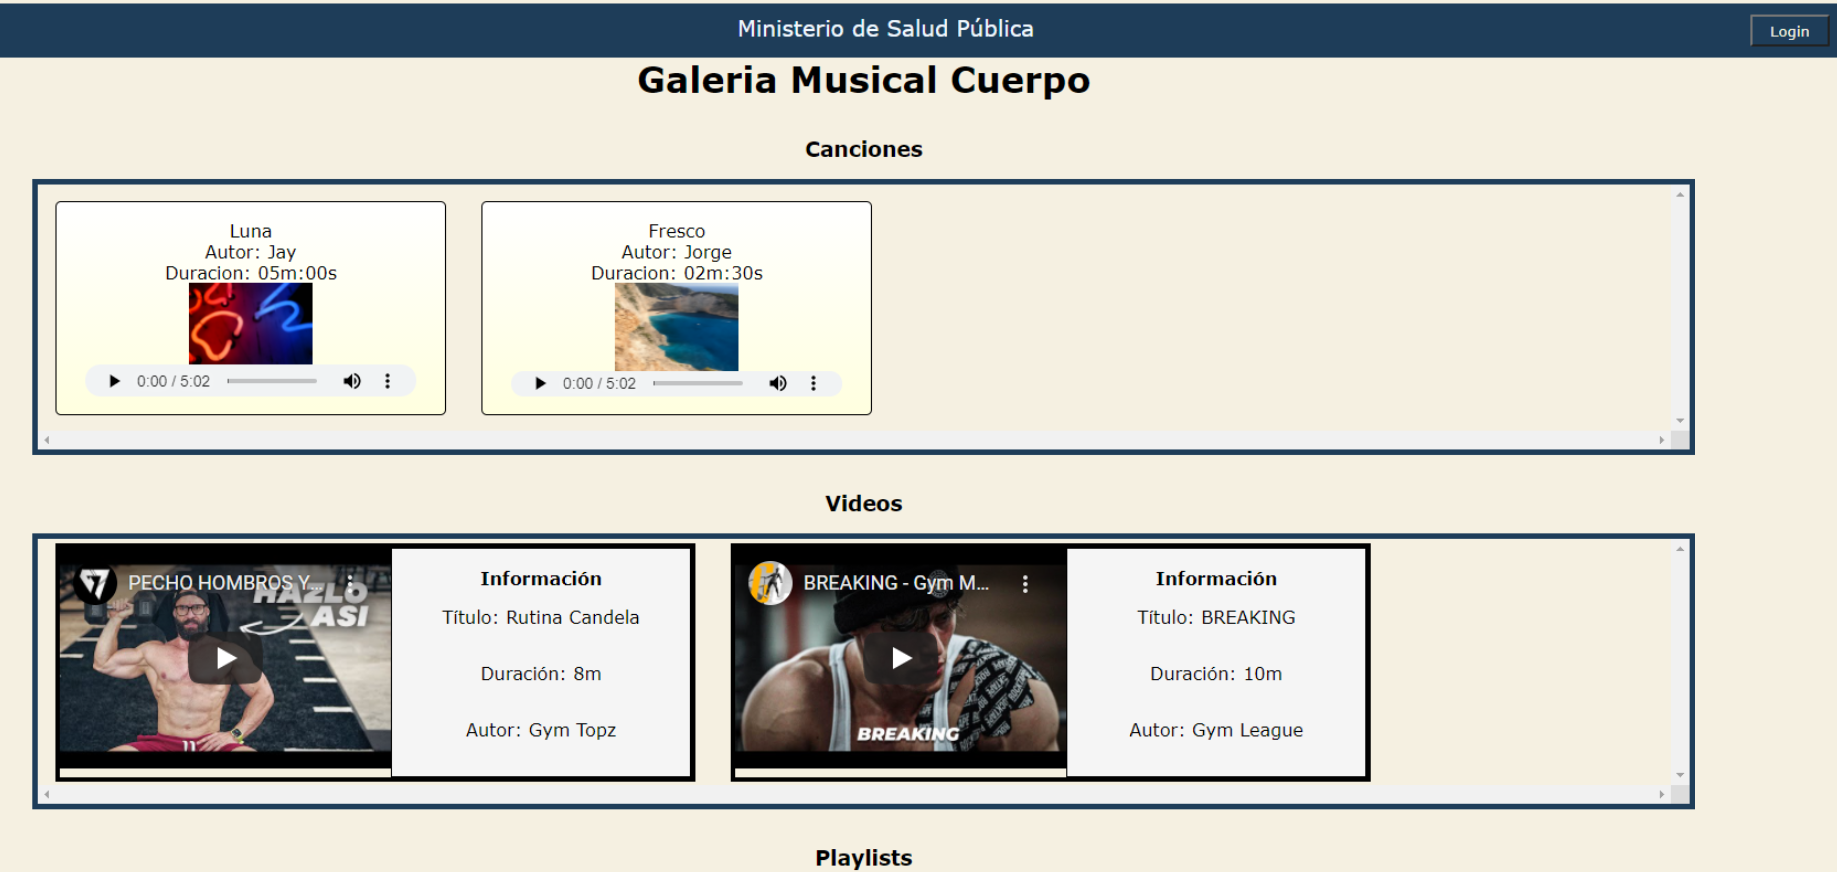 Ministerio de Salud Pública
Login
Galeria Musical Cuerpo
Canciones
Luna
Autor: Jay
Duracion: 05m:00s
0:00 / 5:02
Fresco
Autor: Jorge
Duracion: 02m:30s
0:00 / 5:02
Videos
PECHO HOMBROS Y...
HAZLO
ASI
Información
Título: Rutina Candela
Duración: 8m
Autor: Gym Topz
BREAKING - Gym M...
BREAKING
Información
Título: BREAKING
Duración: 10m
Autor: Gym League
Playlists